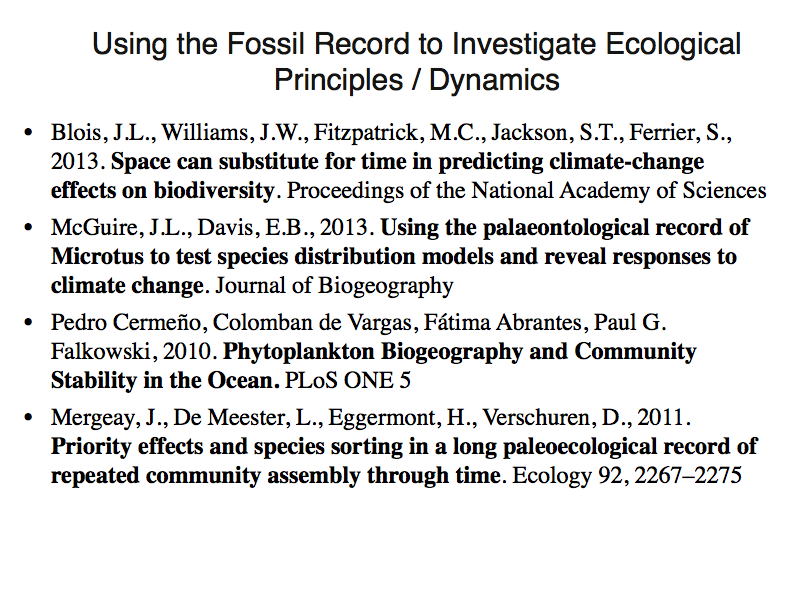 Using the Fossil Record to Investigate Ecological
Principles / Dynamics
• Blois, J.L., Williams, J.W., Fitzpatrick, M.C., Jackson, S.T., Ferrier, S.,
2013. Space can substitute for time in predicting climate-change
effects on biodiversity. Proceedings of the National Academy of Sciences
• McGuire, J.L., Davis, E.B., 2013. Using the palaeontological record of
Microtus to test species distribution models and reveal responses to
climate change. Journal of Biogeography
• Pedro Cermeño, Colomban de Vargas, Fátima Abrantes, Paul G.
Falkowski, 2010. Phytoplankton Biogeography and Community
Stability in the Ocean. PLoS ONE 5
• Mergeay, J., De Meester, L., Eggermont, H., Verschuren, D., 2011.
Priority effects and species sorting in a long paleoecological record of
repeated community assembly through time. Ecology 92, 2267–2275